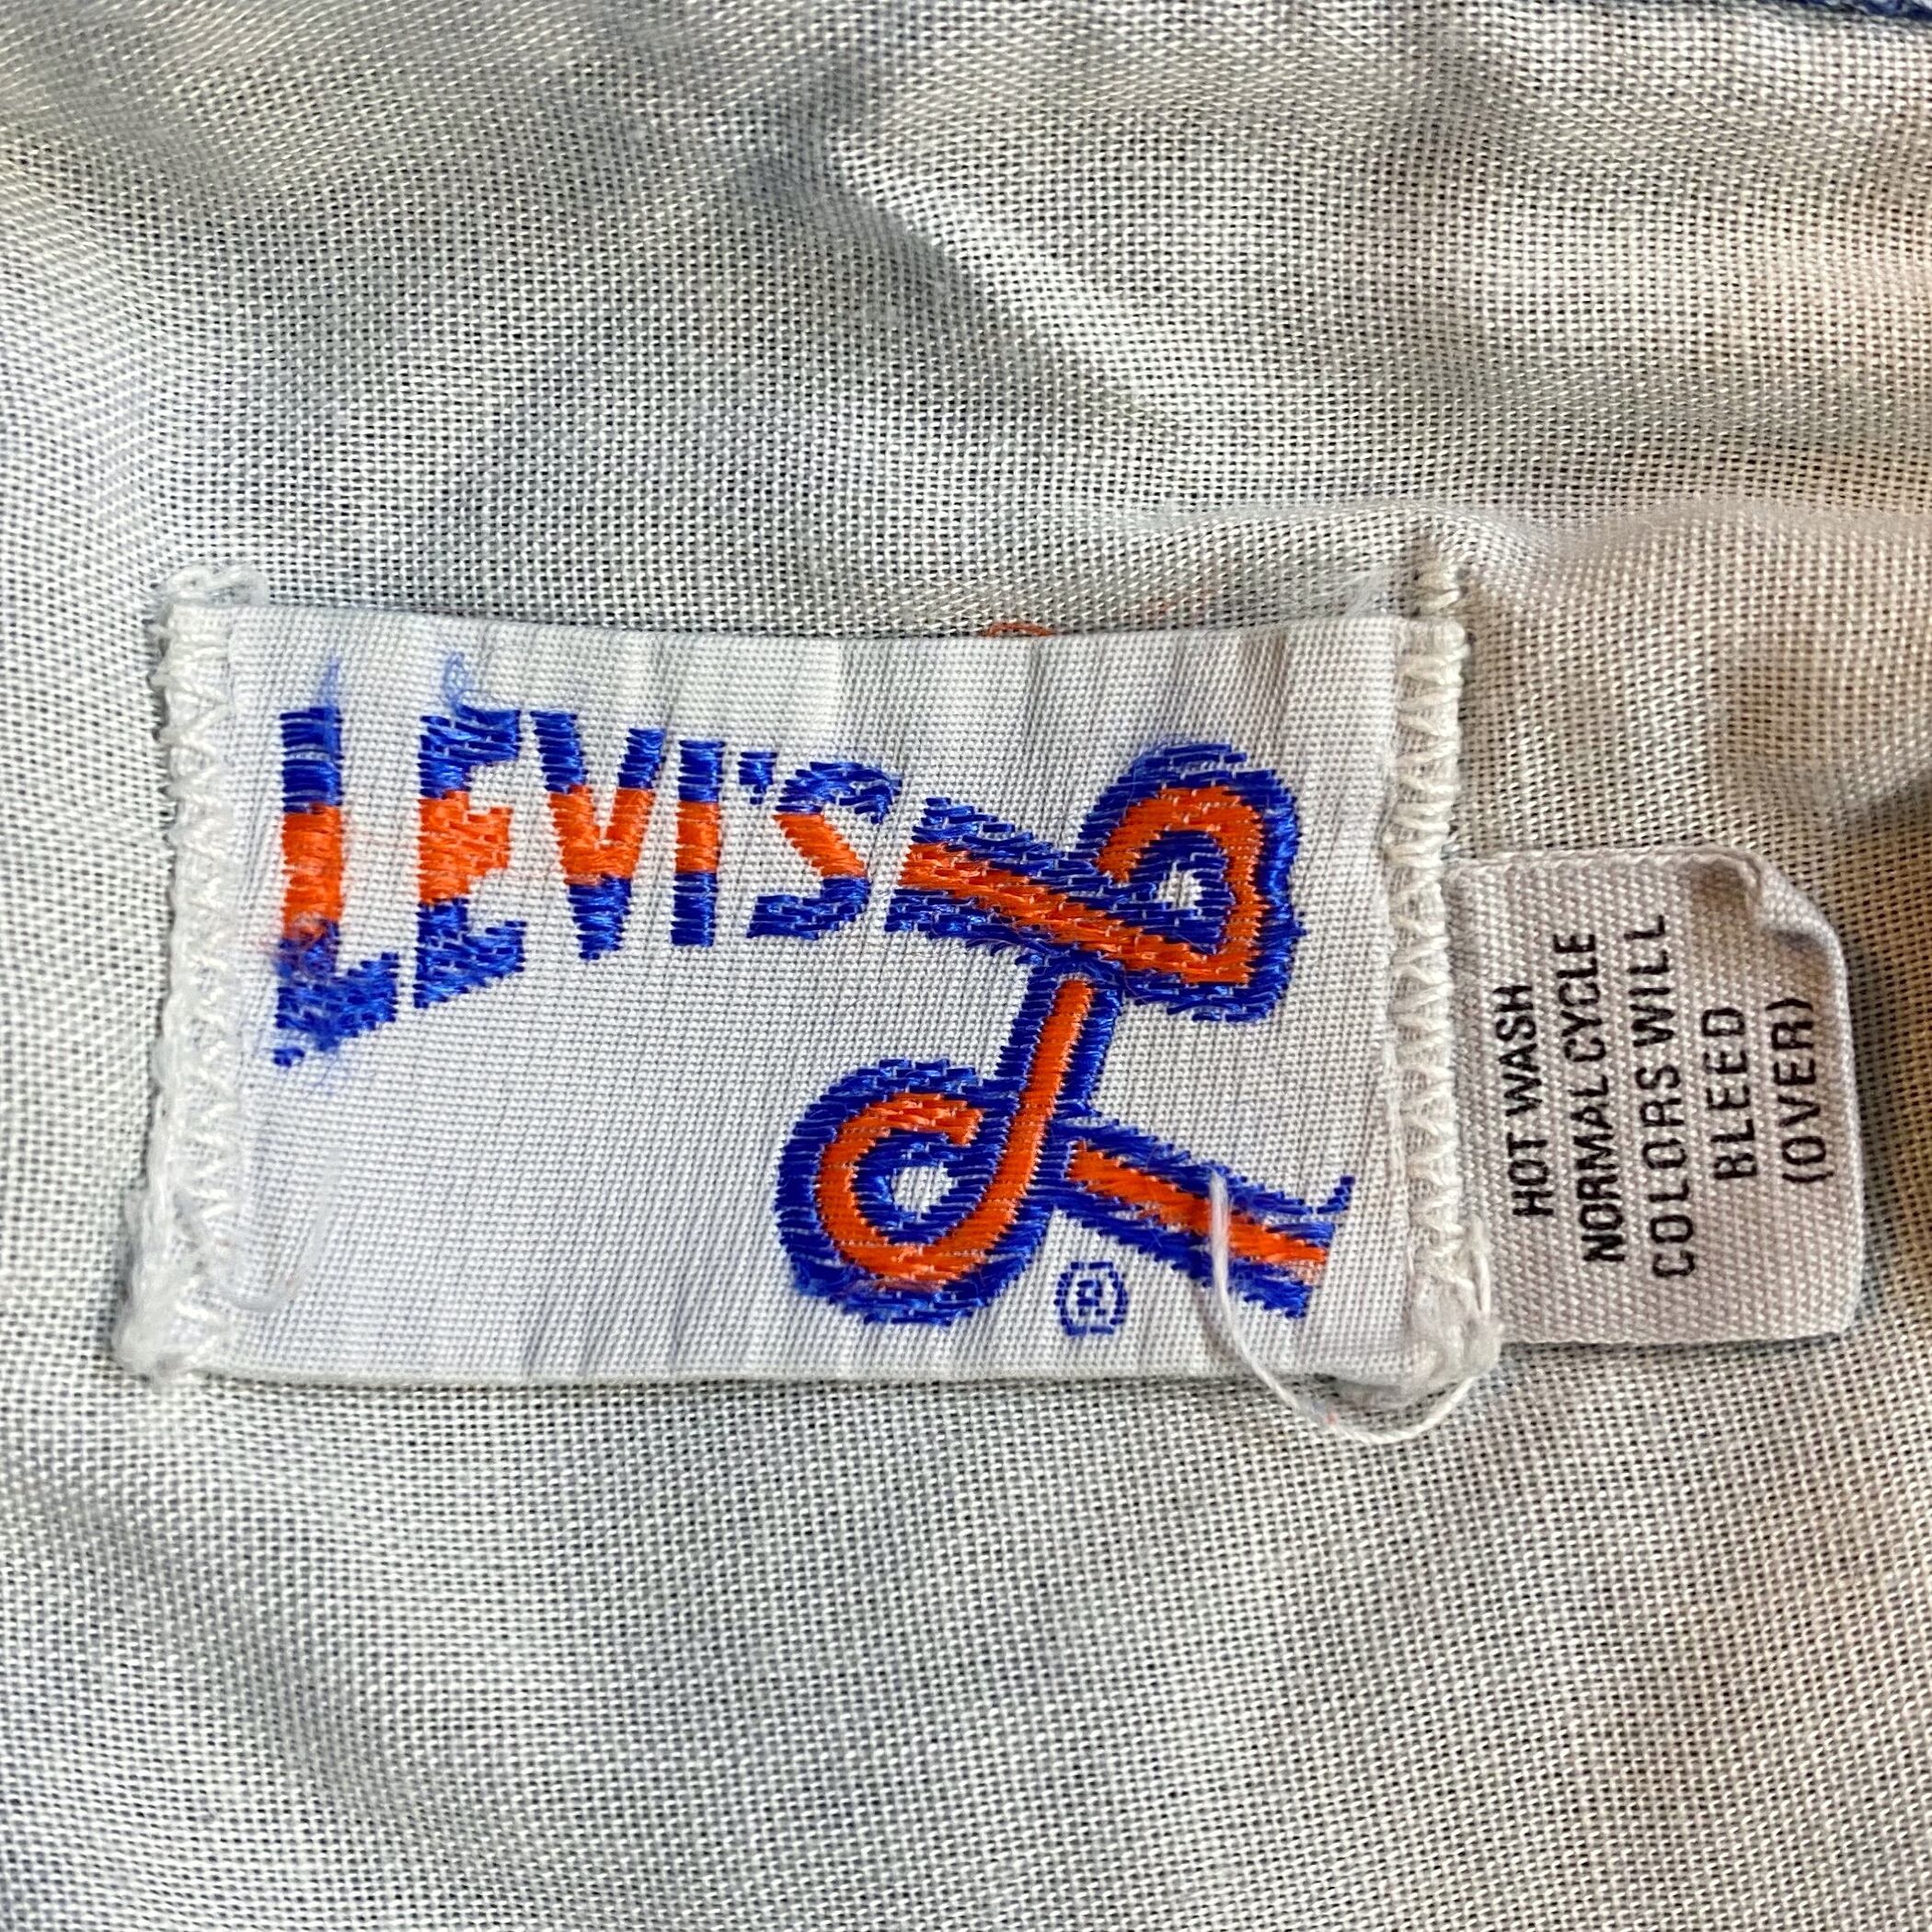 LEVI'S
®
HOT WASH
NORMAL CYCLE
COLORS WILL
BLEED
(OVER)